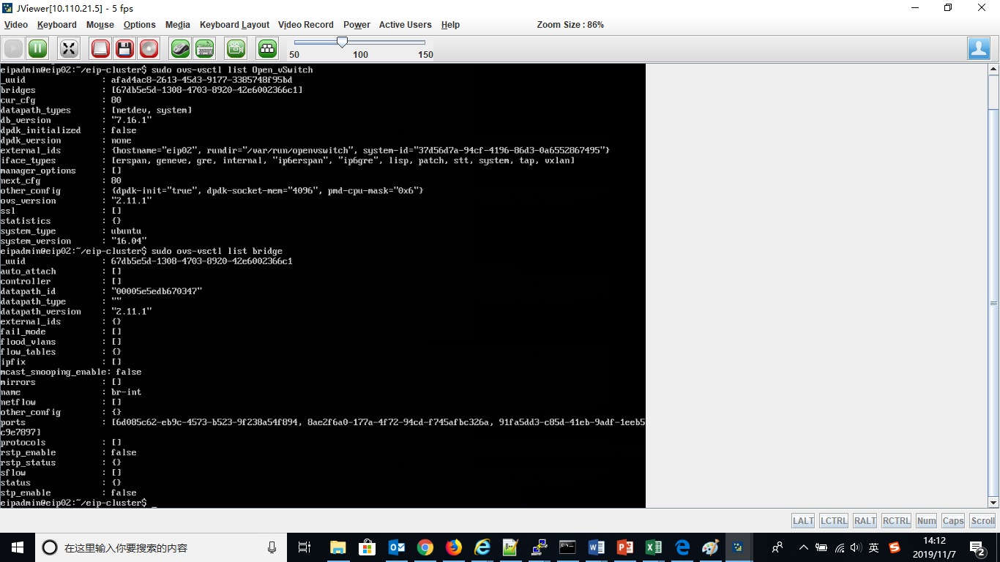 JViewer[10.110.21.5] - 5 fps
Video Keyboard Mouse Options Media Keyboard Layout Video Record Power Active Users Help Zoom Size : 86%
50 100 150
eipadmin@eip02:~/eip-cluster$ sudo ovs-vsctl list Open_vSwitch
_uuid : afad4ac8-2613-45d3-9177-3385748f95bd
bridges : [67db5e5d-1308-4703-8920-42e6002366c1]
cur_cfg : 80
datapath_types : [netdev, system]
db_version : "7.16.1"
dpdk_initialized : false
dpdk_version : none
external_ids : {hostname="eip02", rundir="/var/run/openvswitch", system-id="37d56d7a-94cf-4196-86d3-0a6552867495"}
iface_types : [erspan, geneve, gre, internal, "ip6erspan", "ip6gre", lisp, patch, stt, system, tap, vxlan]
manager_options : []
next_cfg : 80
other_config : {dpdk-init="true", dpdk-socket-mem="4096", pmd-cpu-mask="0x6"}
ovs_version : "2.11.1"
ssl : []
statistics : {}
system_type : ubuntu
system_version : "16.04"
eipadmin@eip02:~/eip-cluster$ sudo ovs-vsctl list bridge
_uuid : 67db5e5d-1308-4703-8920-42e6002366c1
auto_attach : []
controller : []
datapath_id : "00005e5edb670347"
datapath_type : ""
datapath_version : "2.11.1"
external_ids : {}
fail_mode : []
flood_vlans : []
flow_tables : {}
ipfix : []
mcast_snooping_enable: false
mirrors : []
name : br-int
netflow : []
other_config : {}
ports : [6d085c62-eb9c-4573-b523-9f238a54f894, 8ae2f6a0-177a-4f72-94cd-f745afbc326a, 91fa5dd3-c85d-41eb-9adf-1eeb5
c9e7897]
protocols : []
rstp_enable : false
rstp_status : {}
sflow : []
status : {}
stp_enable : false
eipadmin@eip02:~/eip-cluster$ _
LALT LCTRL RALT RCTRL Num Caps Scroll
在这里输入你要搜索的内容
英
14:12
2019/11/7
2